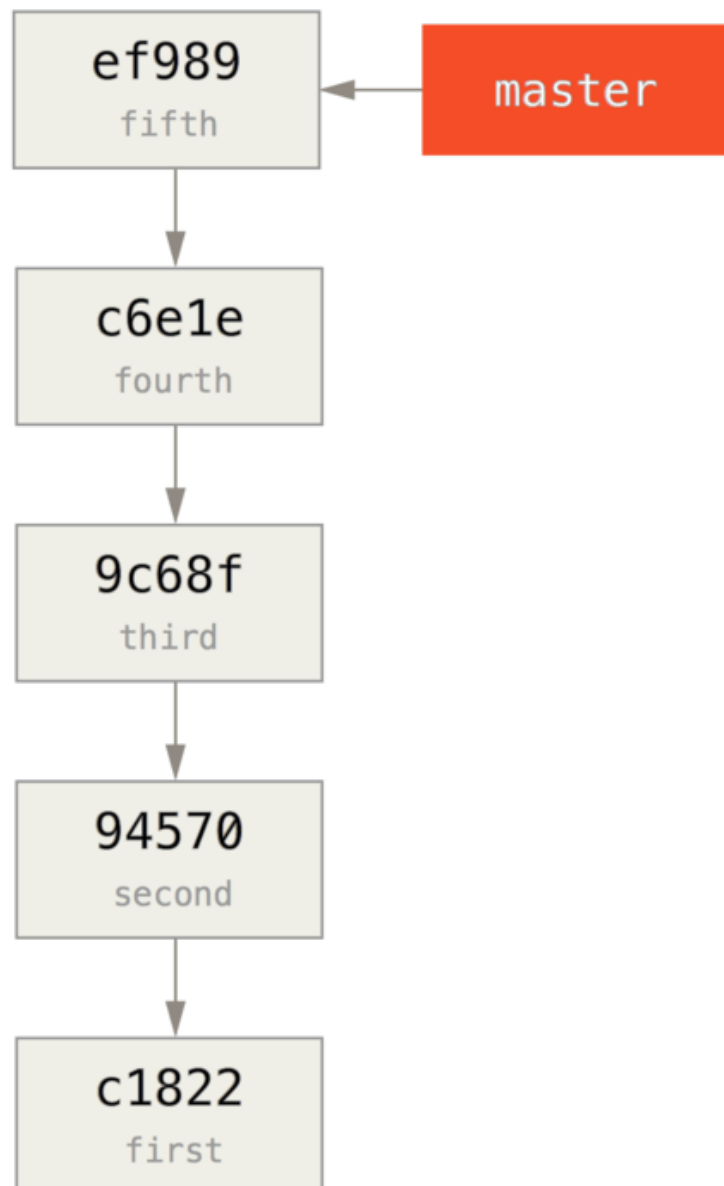 ef989
master
fifth
c6e1e
fourth
9c68f
third
94570
second
c1822
first